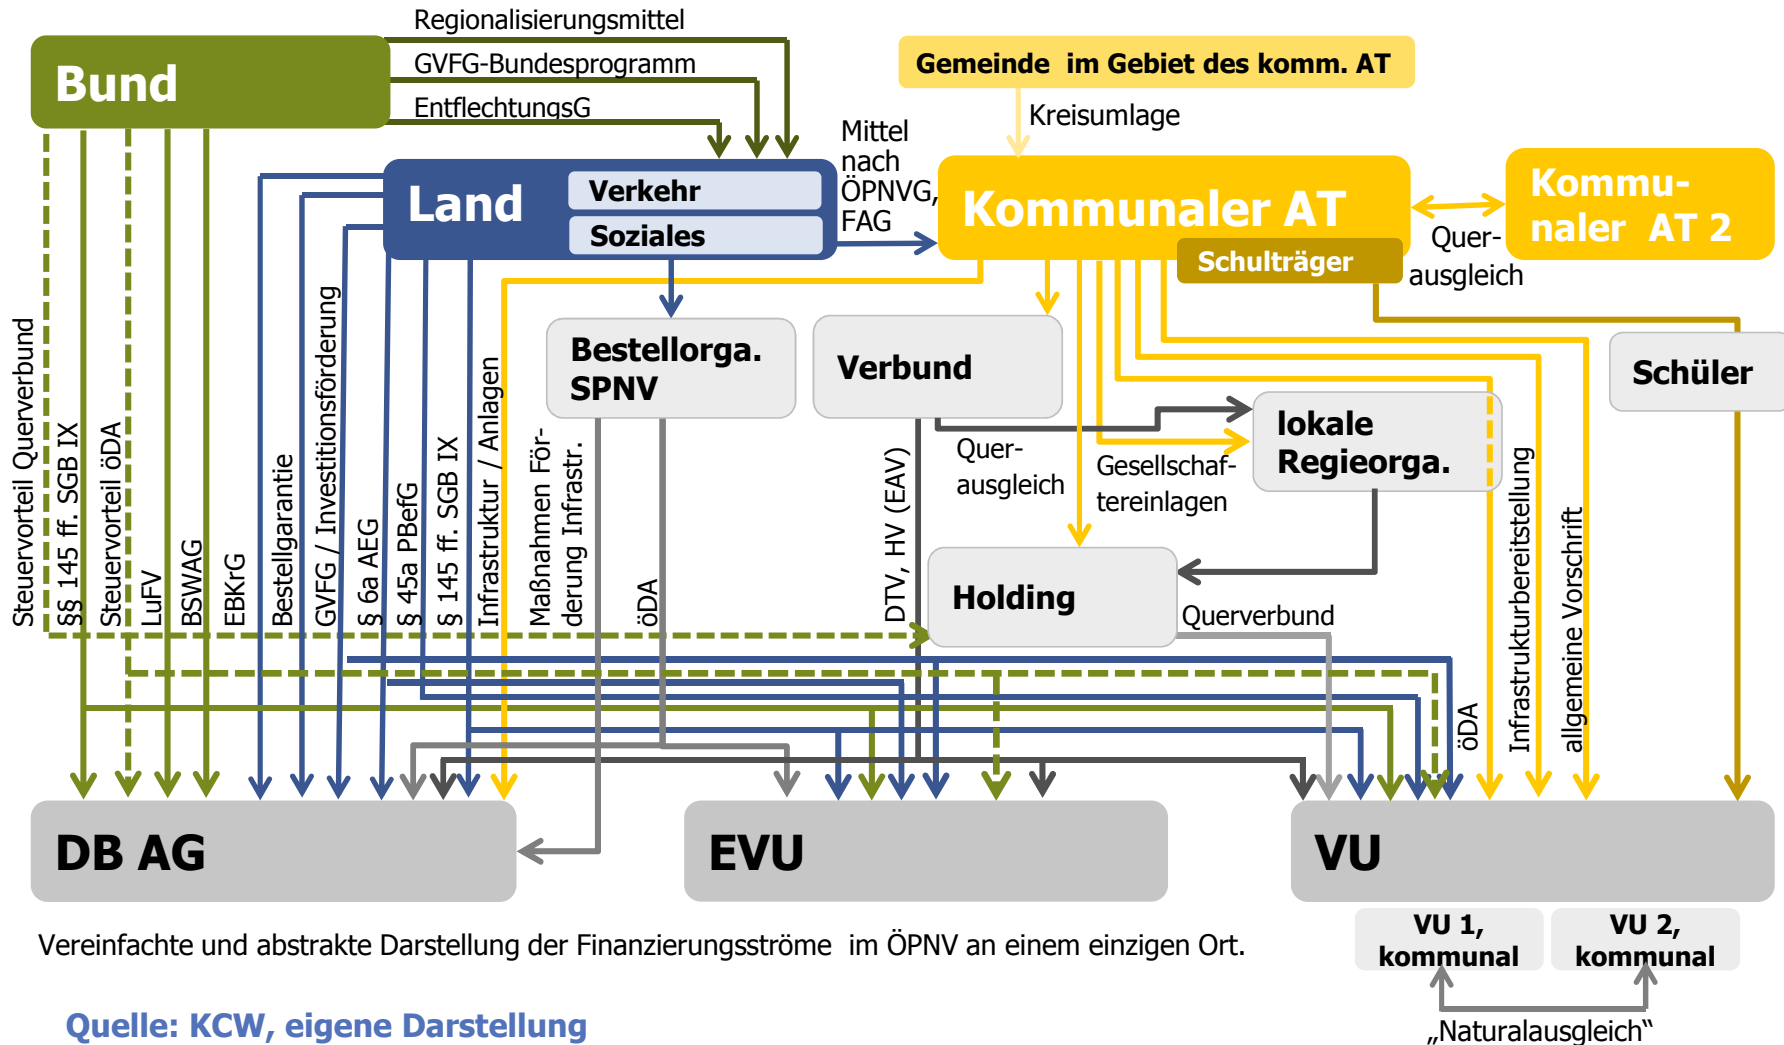 Regionalisierungsmittel
GVFG-Bundesprogramm
EntflechtungsG
Bund
Gemeinde im Gebiet des komm. AT
Kreisumlage
Mittel
nach
ÖPNVG,
FAG
Land
Verkehr
Soziales
Kommunaler AT
Schulträger
Kommu-
naler AT 2
Quer-
ausgleich
Steuervorteil Querverbund
§§ 145 ff. SGB IX
Steuervorteil öDA
LuFV
BSWAG
EBKrG
Bestellgarantie
GVFG / Investitionsförderung
§ 6a AEG
§ 45a PBefG
§ 145 ff. SGB IX
Infrastruktur / Anlagen
Maßnahmen För-
derung Infrastr.
öDA
Bestellorga.
SPNV
Verbund
DTV, HV (EAV)
Quer-
ausgleich
Gesellschaf-
tereinlagen
lokale
Regieorga.
Schüler
Holding
Querverbund
öDA
Infrastrukturbereitstellung
allgemeine Vorschrift
DB AG
EVU
VU
VU 1,
kommunal
VU 2,
kommunal
„Naturalausgleich“
Vereinfachte und abstrakte Darstellung der Finanzierungsströme im ÖPNV an einem einzigen Ort.
Quelle: KCW, eigene Darstellung